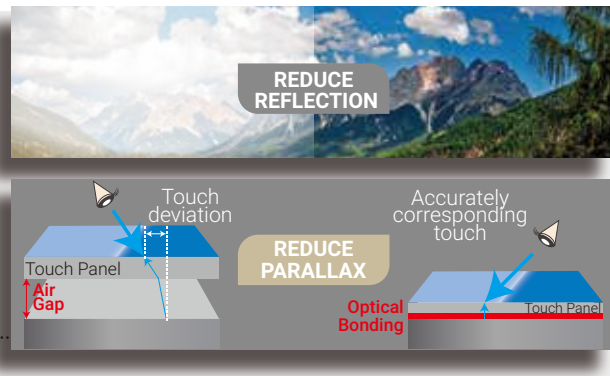 REDUCE
REFLECTION
Touch
deviation
Accurately
corresponding
touch
REDUCE
PARALLAX
Touch Panel
Air
Gap
Optical
Bonding
Touch Panel
..